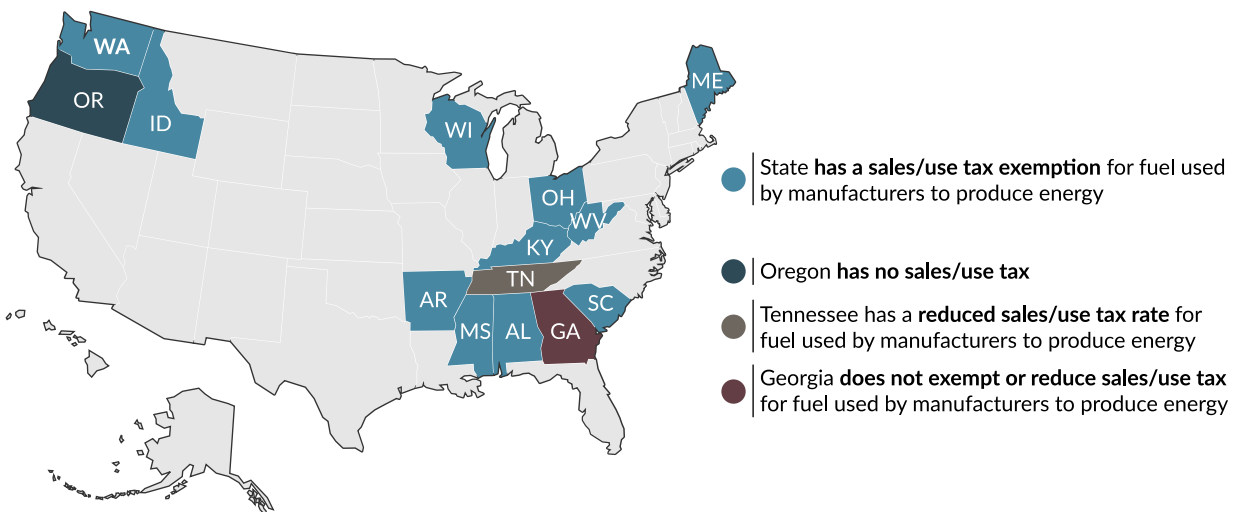 WA
OR
ID
WI
ME
OH
WV
KY
TN
AR
SC
MS
AL
GA
State has a sales/use tax exemption for fuel used
by manufacturers to produce energy
Oregon has no sales/use tax
Tennessee has a reduced sales/use tax rate for
fuel used by manufacturers to produce energy
Georgia does not exempt or reduce sales/use tax
for fuel used by manufacturers to produce energy